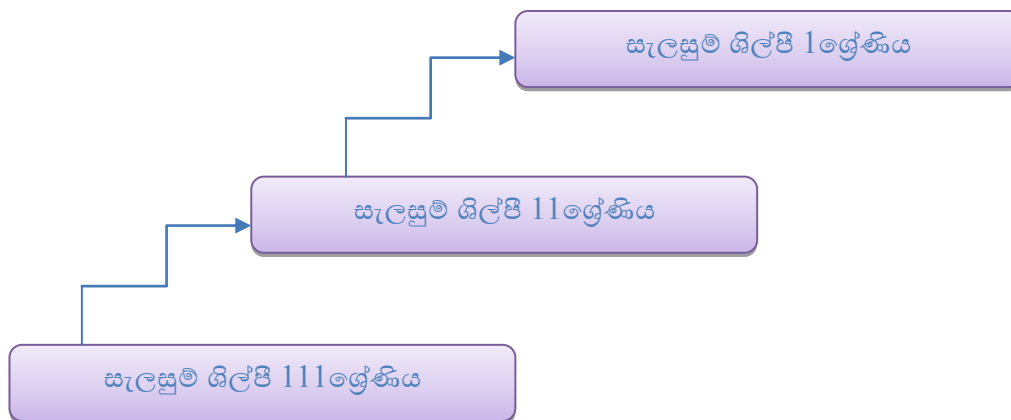 සැලසුම් ශිල්පී 1ශ්‍රේණිය
සැලසුම් ශිල්පී 11ශ්‍රේණිය
සැලසුම් ශිල්පී 111ශ්‍රේණිය